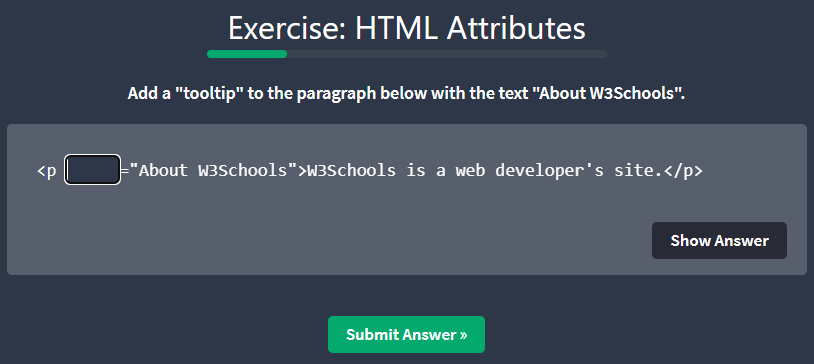 Exercise: HTML Attributes
Add a "tooltip" to the paragraph below with the text "About W3Schools".
<p ="About W3Schools">W3Schools is a web developer's site.</p>
Show Answer
Submit Answer »